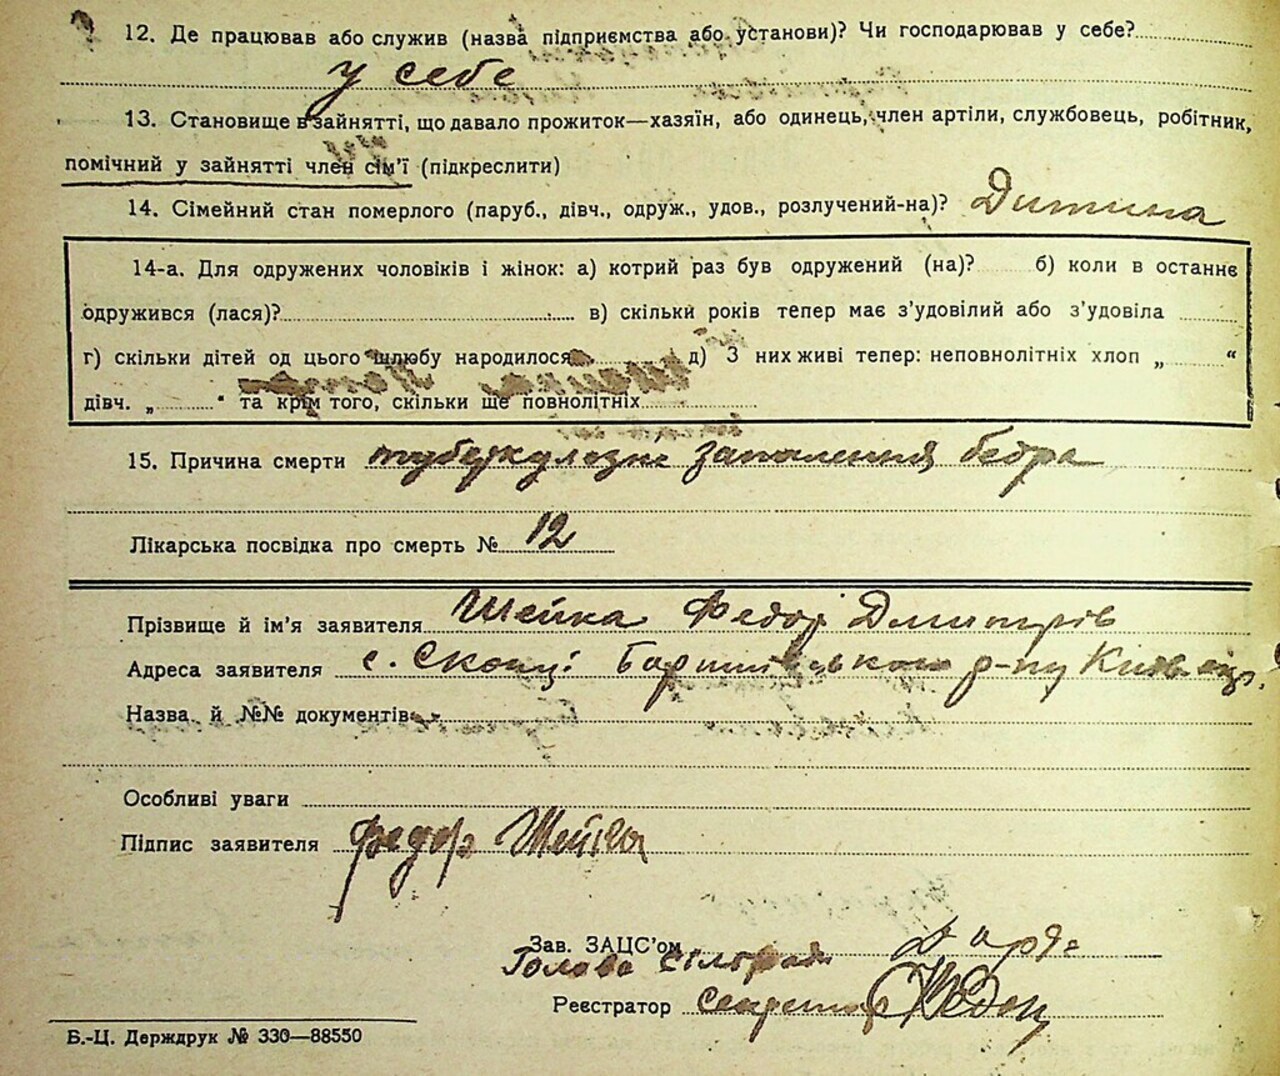 12. Де працював або служив (назва підприємства або установи)? Чи господарював у себе?
у себе
13. Становище в зайнятті, що давало прожиток—хазяїн, або одинець, член артіли, службовець, робітник,
помічний у зайнятті член сім'ї (підкреслити)
14. Сімейний стан померлого (паруб., дівч., одруж., удов., розлучений-на)? Дитина
14-а. Для одружених чоловіків і жінок: а) котрий раз був одружений (на)? б) коли в останнє
одружився (лася)? в) скільки років тепер має з'удовілий або з'удовіла
г) скільки дітей од цього шлюбу народилося д) З них живі тепер: неповнолітніх хлоп „ “
дівч. „ “ та крім того, скільки ще повнолітніх
15. Причина смерти туберкулозне запалення бедра
Лікарська посвідка про смерть № 12
Прізвище й ім'я заявителя Шейка Федор Дмитрів
Адреса заявителя с. Скопці Баришівського р-ну Київ
Назва й №№ документів
Особливі уваги
Підпис заявителя Федор Шейка
Зав. ЗАЦС'ом
Голова Сілради
Реєстратор Секретар
Б.-Ц. Держдрук № 330—88550